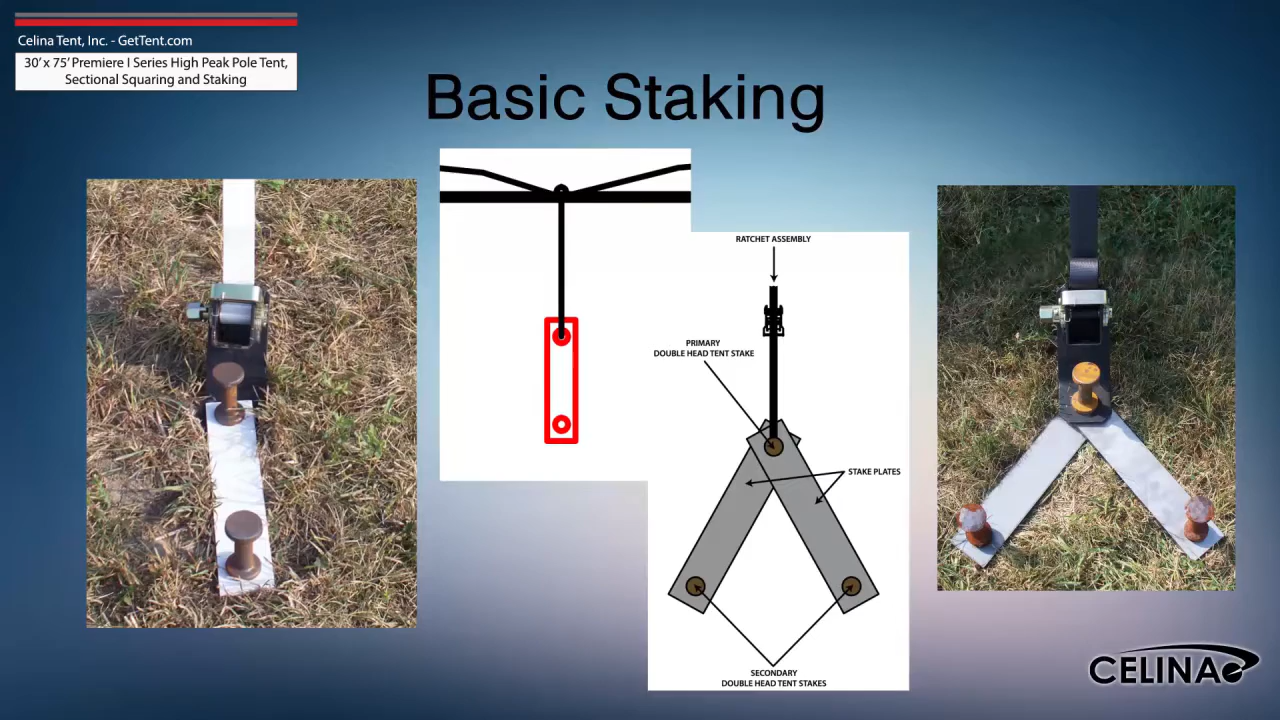 Celina Tent, Inc. - GetTent.com
30’ x 75’ Premiere I Series High Peak Pole Tent,
Sectional Squaring and Staking
Basic Staking
RATCHET ASSEMBLY
PRIMARY
DOUBLE HEAD TENT STAKE
STAKE PLATES
SECONDARY
DOUBLE HEAD TENT STAKES
CELINA